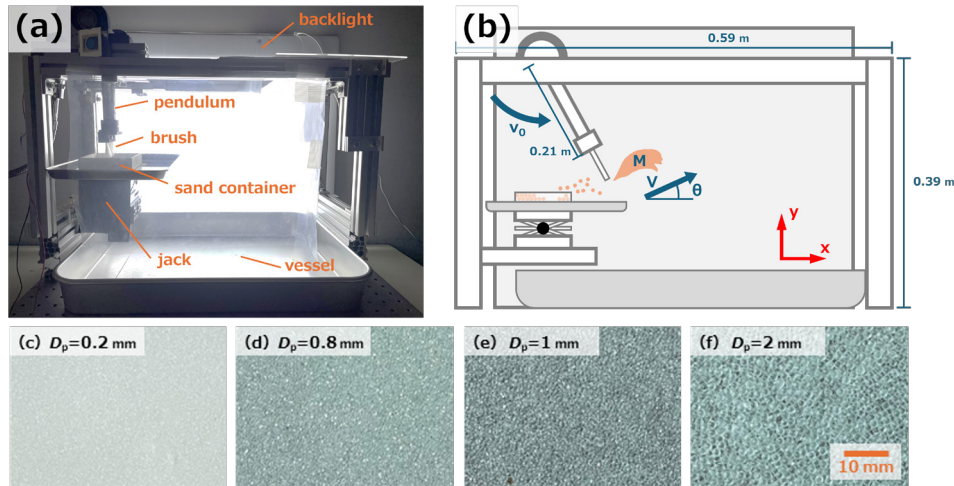 (a)
backlight
pendulum
brush
sand container
jack
vessel
(b)
0.59 m
v₀
0.21 m
M
V
θ
0.39 m
y
x
(c) Dₚ=0.2 mm
(d) Dₚ=0.8 mm
(e) Dₚ=1 mm
(f) Dₚ=2 mm
10 mm